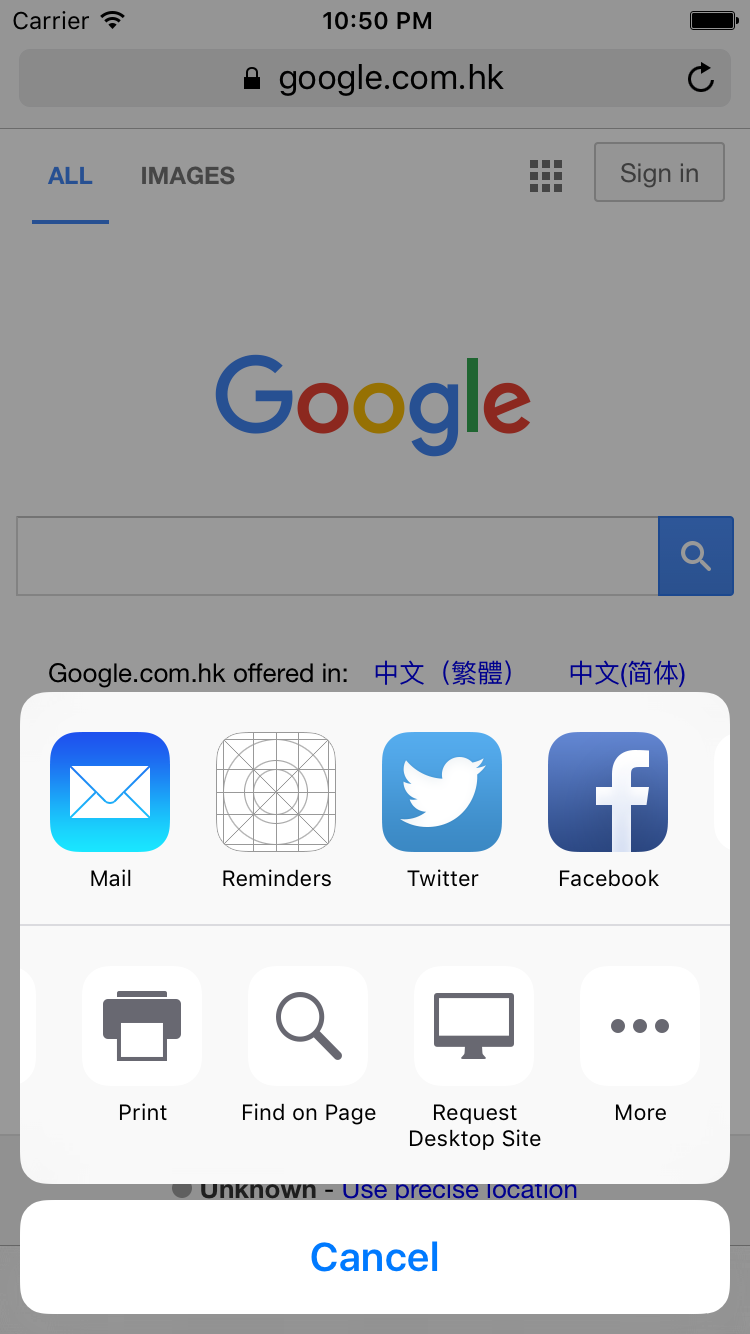 Carrier 10:50 PM
google.com.hk
ALL IMAGES Sign in
Google
Google.com.hk offered in: 中文（繁體） 中文(简体)
Mail Reminders Twitter Facebook
Print Find on Page Request Desktop Site More
Unknown - Use precise location
Cancel